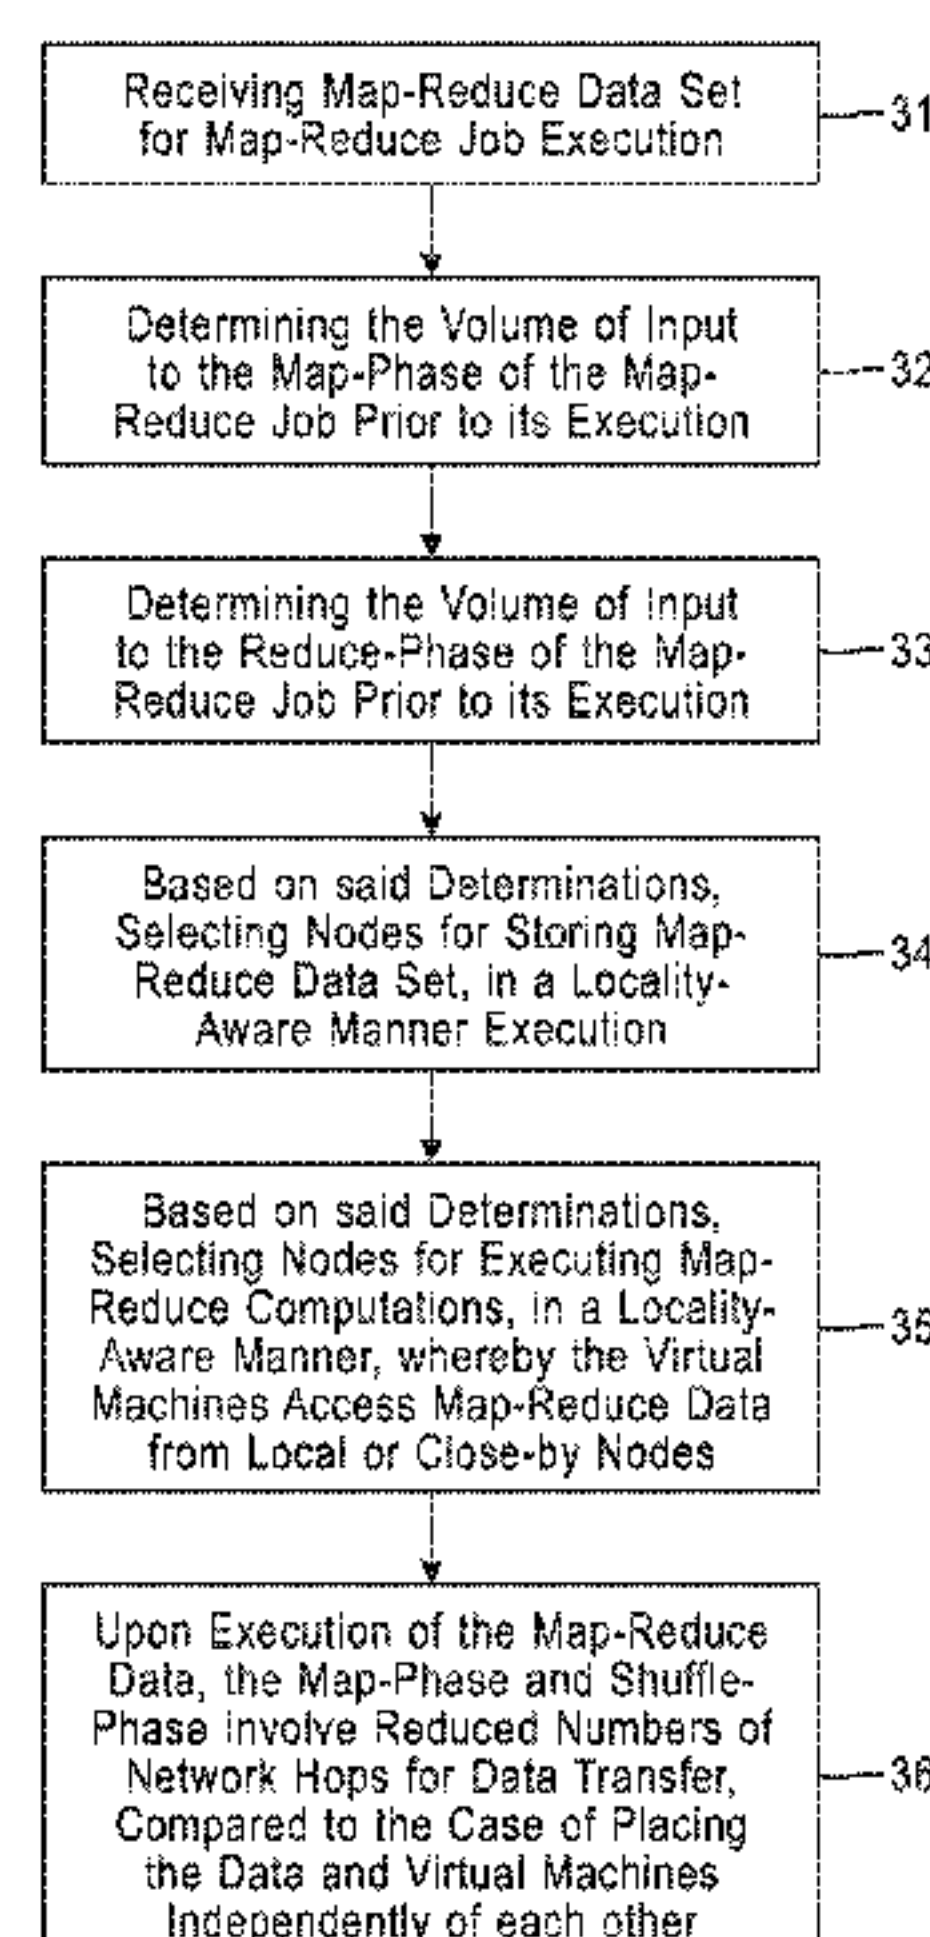 Receiving Map-Reduce Data Set
for Map-Reduce Job Execution
31
Determining the Volume of Input
to the Map-Phase of the Map-
Reduce Job Prior to its Execution
32
Determining the Volume of Input
to the Reduce-Phase of the Map-
Reduce Job Prior to its Execution
33
Based on said Determinations,
Selecting Nodes for Storing Map-
Reduce Data Set, in a Locality-
Aware Manner Execution
34
Based on said Determinations,
Selecting Nodes for Executing Map-
Reduce Computations, in a Locality-
Aware Manner, whereby the Virtual
Machines Access Map-Reduce Data
from Local or Close-by Nodes
35
Upon Execution of the Map-Reduce
Data, the Map-Phase and Shuffle-
Phase involve Reduced Numbers of
Network Hops for Data Transfer,
Compared to the Case of Placing
the Data and Virtual Machines
Independently of each other
36